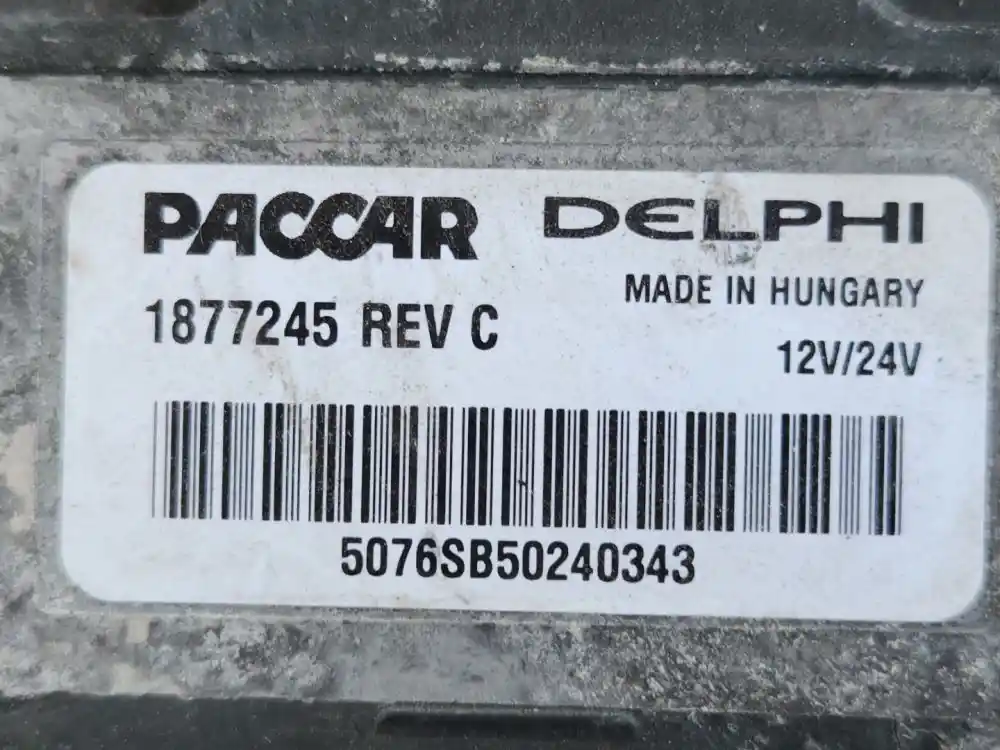 PACCAR DELPHI
MADE IN HUNGARY
1877245 REV C
12V/24V
5076SB50240343